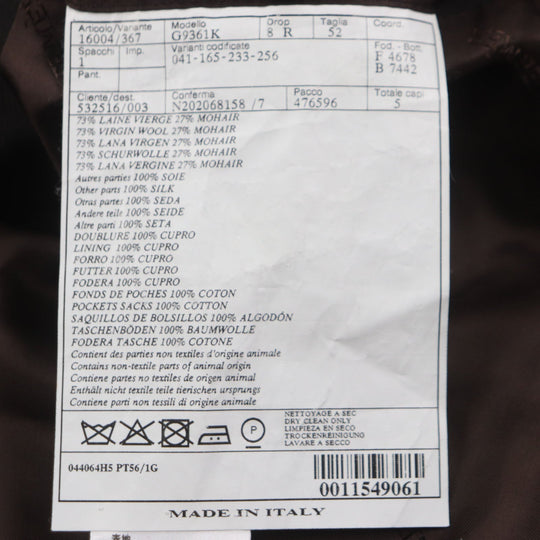 Articolo/Variante Modello Drop Taglia Coord.
16004/367 G9361K 8 R 52
Spacchi Imp. Varianti codificate Fod. - Bott.
1 041-165-233-256 F 4678
Pant. B 7442
Cliente/dest. Conferma Pacco Totale capi
532516/003 N202068158 /7 476596 5
73% LAINE VIERGE 27% MOHAIR
73% VIRGIN WOOL 27% MOHAIR
73% LANA VIRGEN 27% MOHAIR
73% SCHURWOLLE 27% MOHAIR
73% LANA VERGINE 27% MOHAIR
Autres parties 100% SOIE
Other parts 100% SILK
Otras partes 100% SEDA
Andere teile 100% SEIDE
Altre parti 100% SETA
DOUBLURE 100% CUPRO
LINING 100% CUPRO
FORRO 100% CUPRO
FUTTER 100% CUPRO
FODERA 100% CUPRO
FONDS DE POCHES 100% COTON
POCKETS SACKS 100% COTTON
SAQUILLOS DE BOLSILLOS 100% ALGODÓN
TASCHENBÖDEN 100% BAUMWOLLE
FODERA TASCHE 100% COTONE
Contient des parties non textiles d'origine animale
Contains non-textile parts of animal origin
Contiene partes no textiles de origen animal
Enthält nicht textile teile tierischen ursprungs
Contiene parti non tessili di origine animale
P
NETTOYAGE A SEC
DRY CLEAN ONLY
LIMPIEZA EN SECO
TROCKENREINIGUNG
LAVARE A SECCO
044064H5 PT56/1G
0011549061
MADE IN ITALY